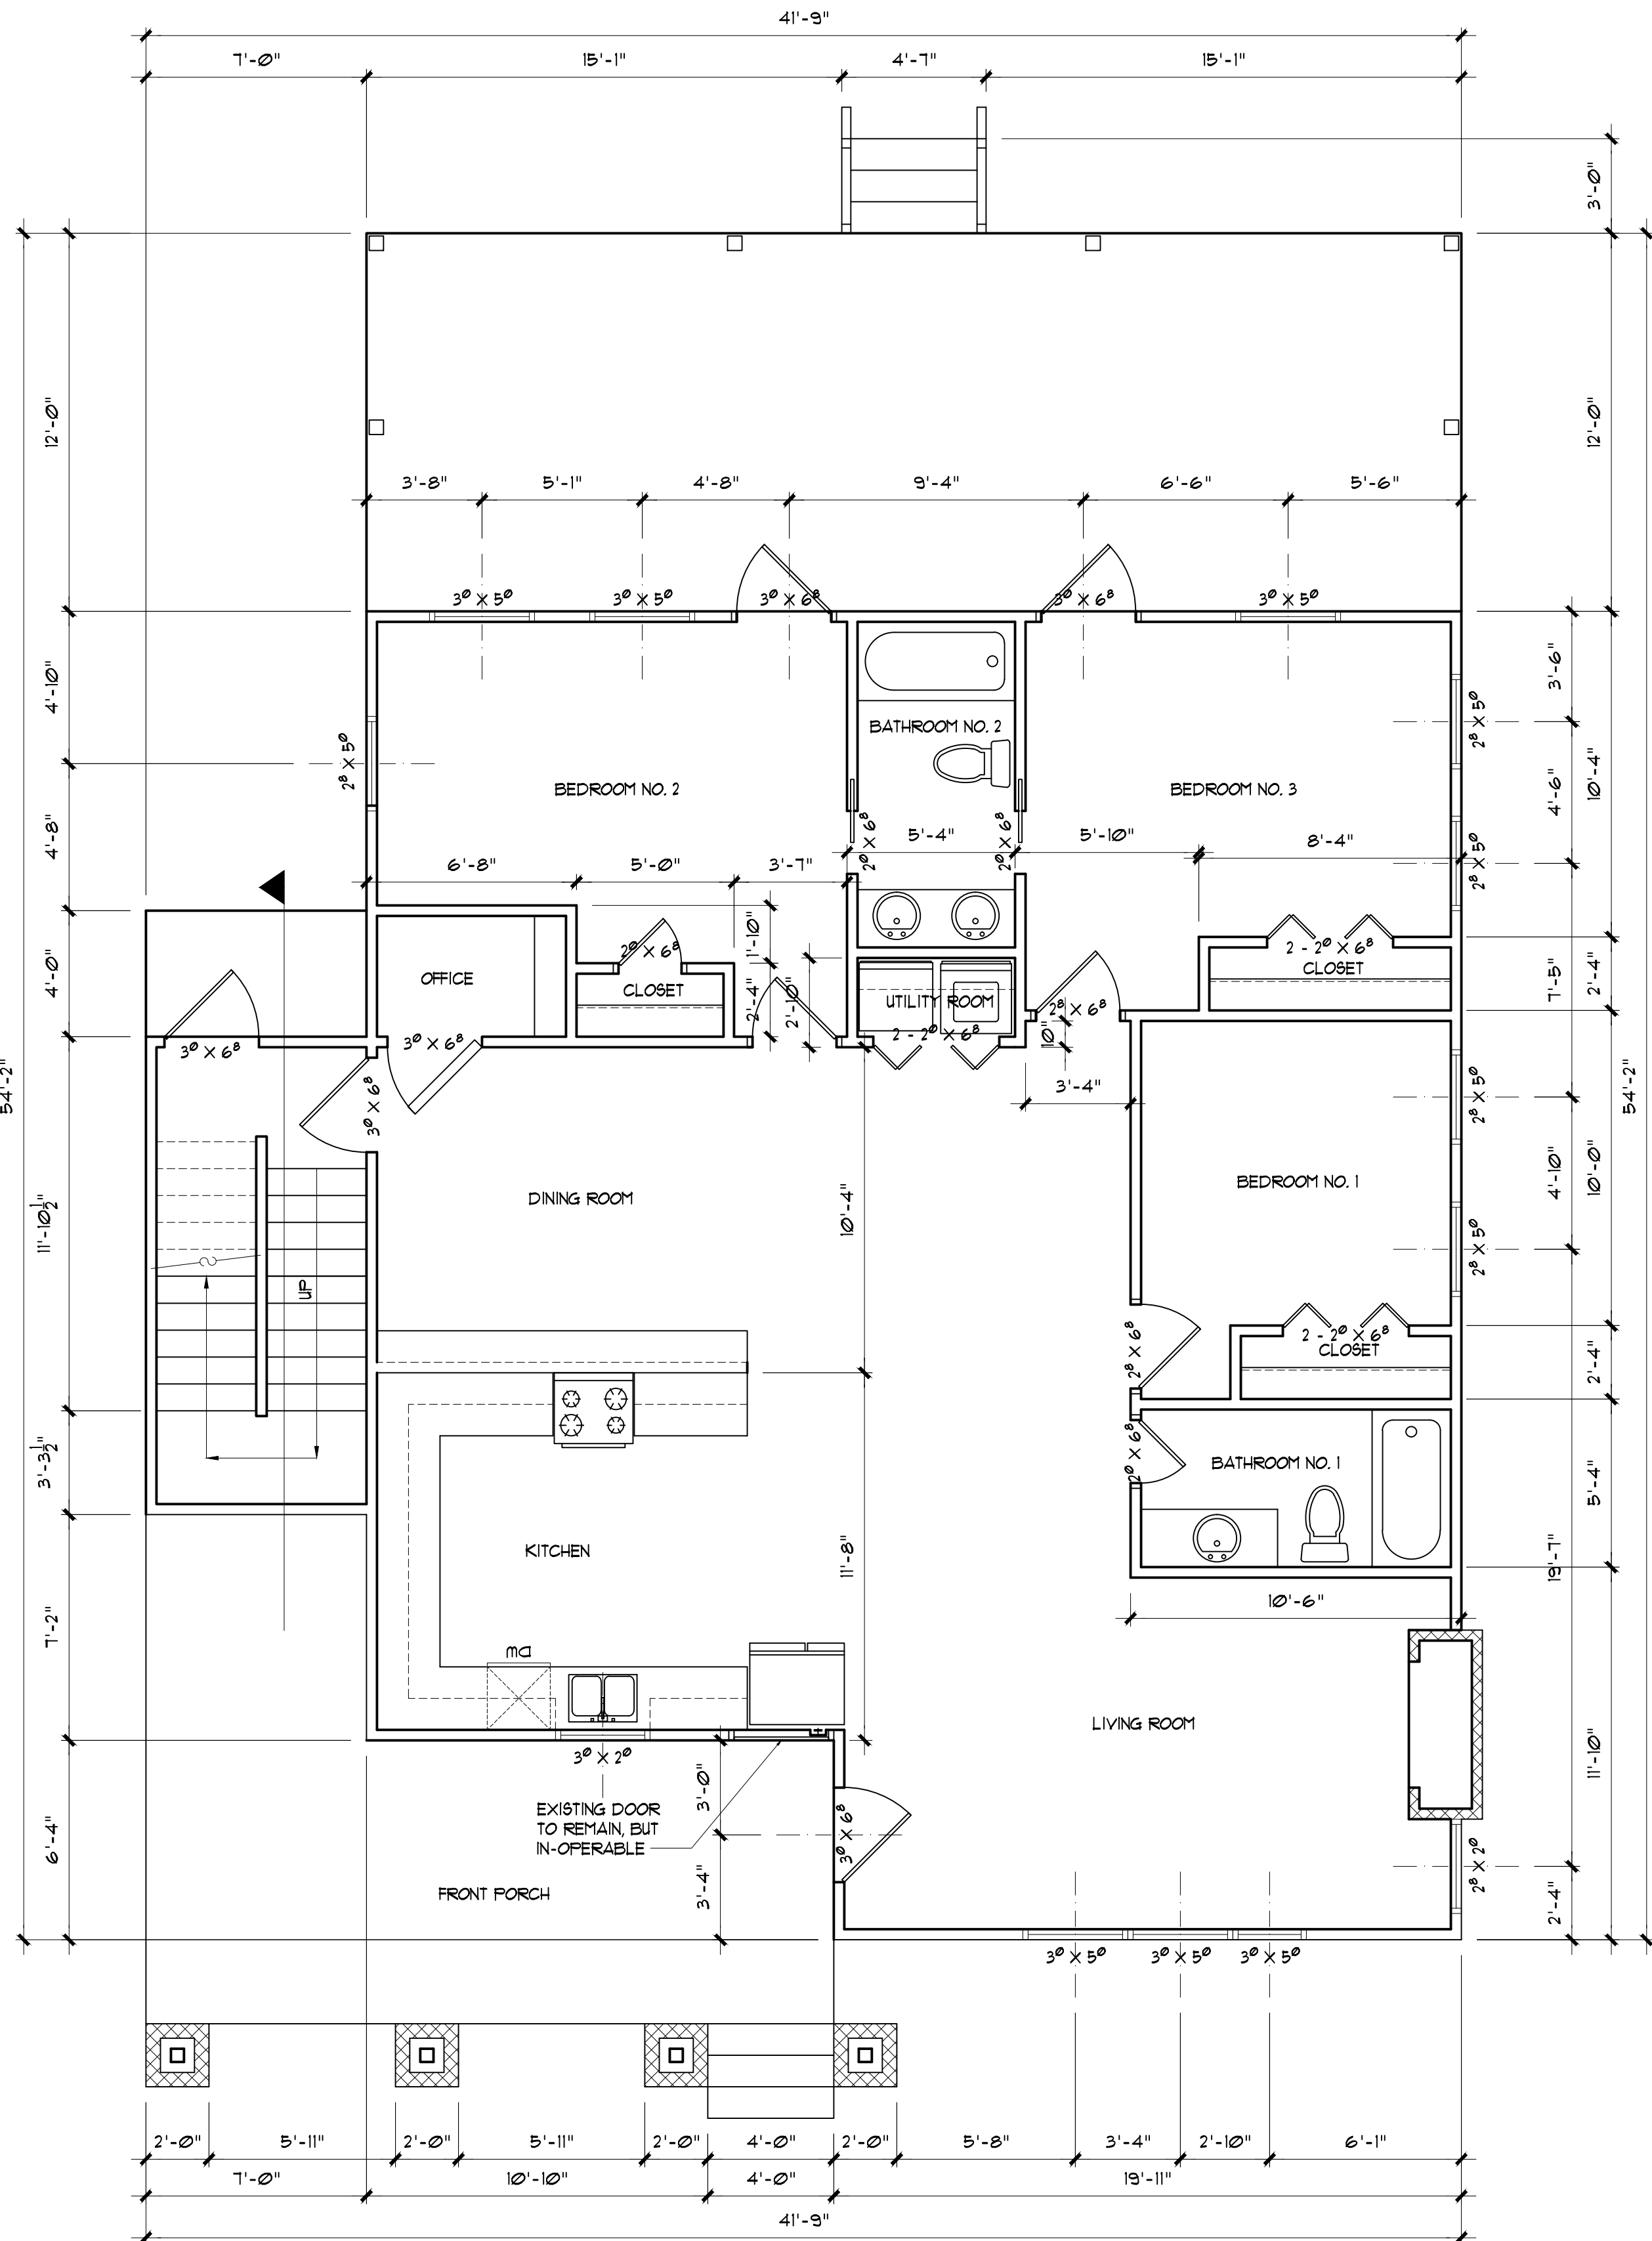 41'-9"
7'-0" 15'-1" 4'-7" 15'-1"
3'-0"
12'-0" 12'-0"
3'-8" 5'-1" 4'-8" 9'-4" 6'-6" 5'-6"
3⁰ X 5⁰ 3⁰ X 5⁰ 3⁰ X 6⁸ 3⁰ X 6⁸ 3⁰ X 5⁰
4'-10" 3'-6"
2⁸ X 5⁰ 2⁸ X 5⁰
BATHROOM NO. 2
BEDROOM NO. 2 BEDROOM NO. 3
4'-6" 10'-4"
4'-8" 2⁰ X 6⁸ 5'-4" 2⁰ X 6⁸ 5'-10" 8'-4" 2⁸ X 5⁰
6'-8" 5'-0" 3'-7"
4'-0" 2⁰ X 6⁸ 1'-10" 2 - 2⁰ X 6⁸
OFFICE CLOSET 2'-4" 2'-10" UTILITY ROOM CLOSET
7'-5" 2'-4"
3⁰ X 6⁸ 3⁰ X 6⁸ 2 - 2⁰ X 6⁸ 2⁸ X 6⁸
10"
54'-2" 3⁰ X 6⁸ 3'-4" 2⁸ X 5⁰ 54'-2"
DINING ROOM BEDROOM NO. 1
11'-10½" 10'-4" 4'-10" 10'-0"
UP 2⁸ X 5⁰
2⁸ X 6⁸ 2 - 2⁰ X 6⁸
CLOSET 2'-4"
3'-3½" 2⁰ X 6⁸ BATHROOM NO. 1 5'-4"
KITCHEN 11'-8" 19'-7"
7'-2" 10'-6"
ma
LIVING ROOM
3⁰ X 2⁰ 11'-10"
3'-0"
EXISTING DOOR
TO REMAIN, BUT
IN-OPERABLE
6'-4" 3⁰ X 6⁸ 2⁸ X 2⁰
FRONT PORCH 3'-4" 2'-4"
3⁰ X 5⁰ 3⁰ X 5⁰ 3⁰ X 5⁰
2'-0" 5'-11" 2'-0" 5'-11" 2'-0" 4'-0" 2'-0" 5'-8" 3'-4" 2'-10" 6'-1"
7'-0" 10'-10" 4'-0" 19'-11"
41'-9"